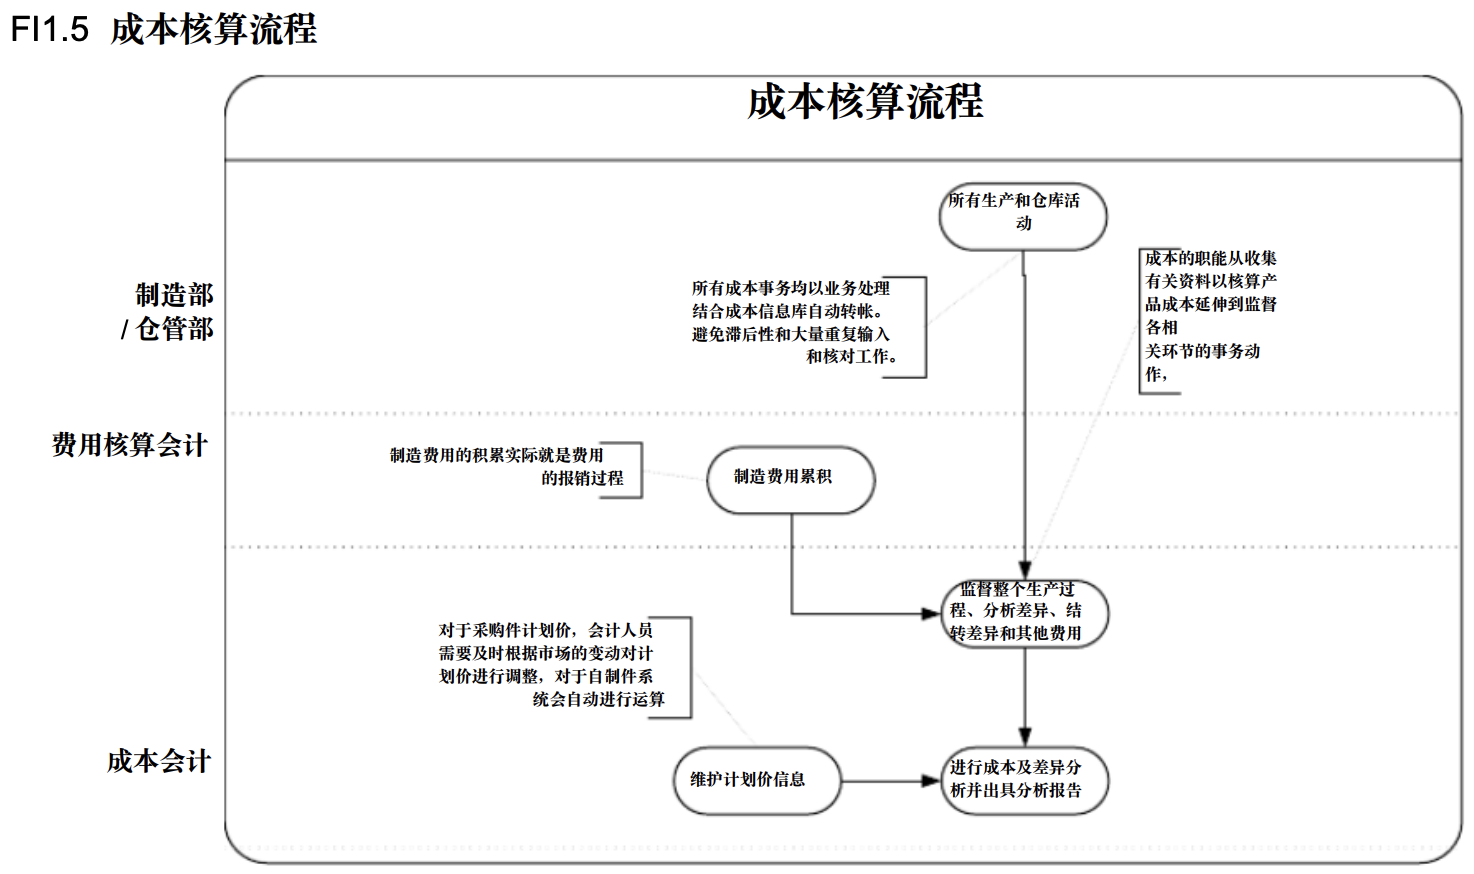 FI1.5 成本核算流程
成本核算流程
所有生产和仓库活
动
成本的职能从收集
有关资料以核算产
品成本延伸到监督
各相
关环节的事务动
作，
所有成本事务均以业务处理
结合成本信息库自动转帐。
避免滞后性和大量重复输入
和核对工作。
制造部
/ 仓管部
费用核算会计
制造费用的积累实际就是费用
的报销过程
制造费用累积
监督整个生产过
程、分析差异、结
转差异和其他费用
对于采购件计划价，会计人员
需要及时根据市场的变动对计
划价进行调整，对于自制件系
统会自动进行运算
成本会计
维护计划价信息
进行成本及差异分
析并出具分析报告